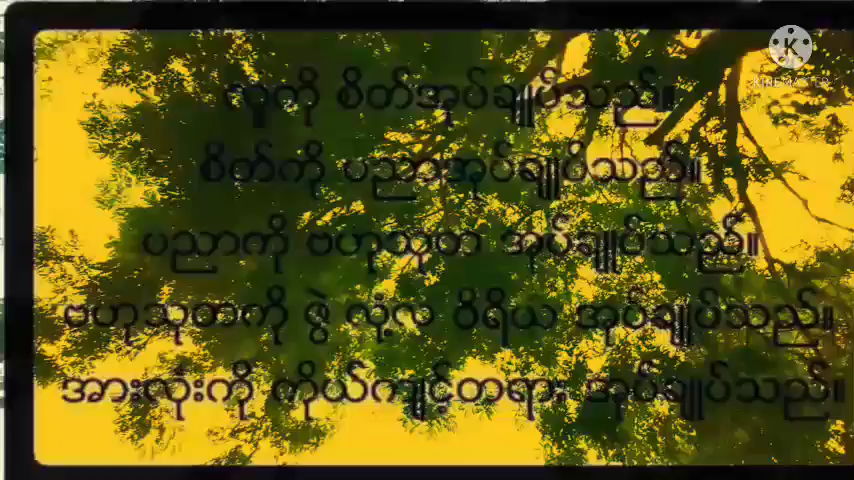 KINEMASTER
လူကို စိတ်အုပ်ချုပ်သည်။
စိတ်ကို ပညာအုပ်ချုပ်သည်။
ပညာကို ဗဟုသုတ အုပ်ချုပ်သည်။
ဗဟုသုတကို ဇွဲ လုံ့လ ဝိရိယ အုပ်ချုပ်သည်။
အားလုံးကို ကိုယ်ကျင့်တရား အုပ်ချုပ်သည်။